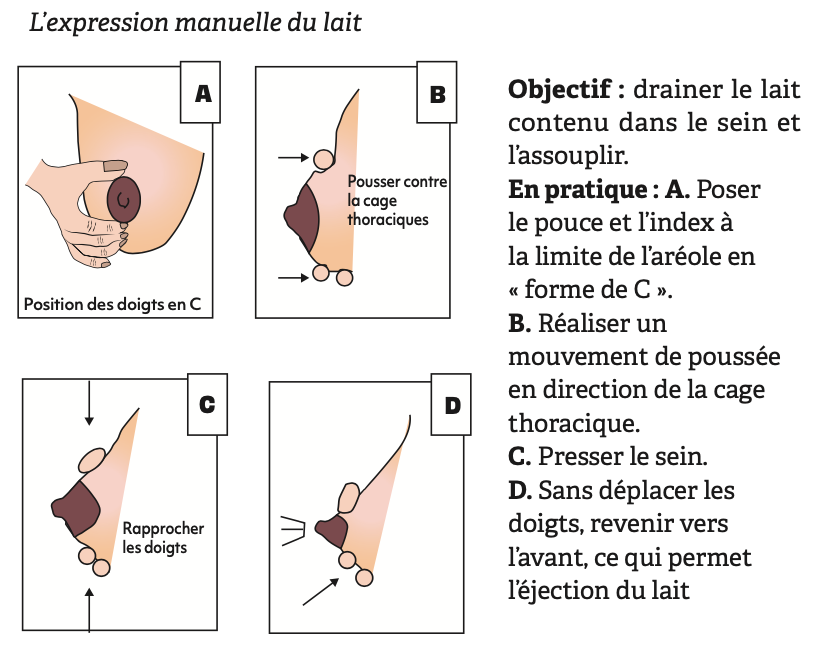 L'expression manuelle du lait
A
Position des doigts en C
B
Pousser contre
la cage
thoraciques
C
Rapprocher
les doigts
D
Objectif : drainer le lait
contenu dans le sein et
l'assouplir.
En pratique : A. Poser
le pouce et l'index à
la limite de l'aréole en
« forme de C ».
B. Réaliser un
mouvement de poussée
en direction de la cage
thoracique.
C. Presser le sein.
D. Sans déplacer les
doigts, revenir vers
l'avant, ce qui permet
l'éjection du lait